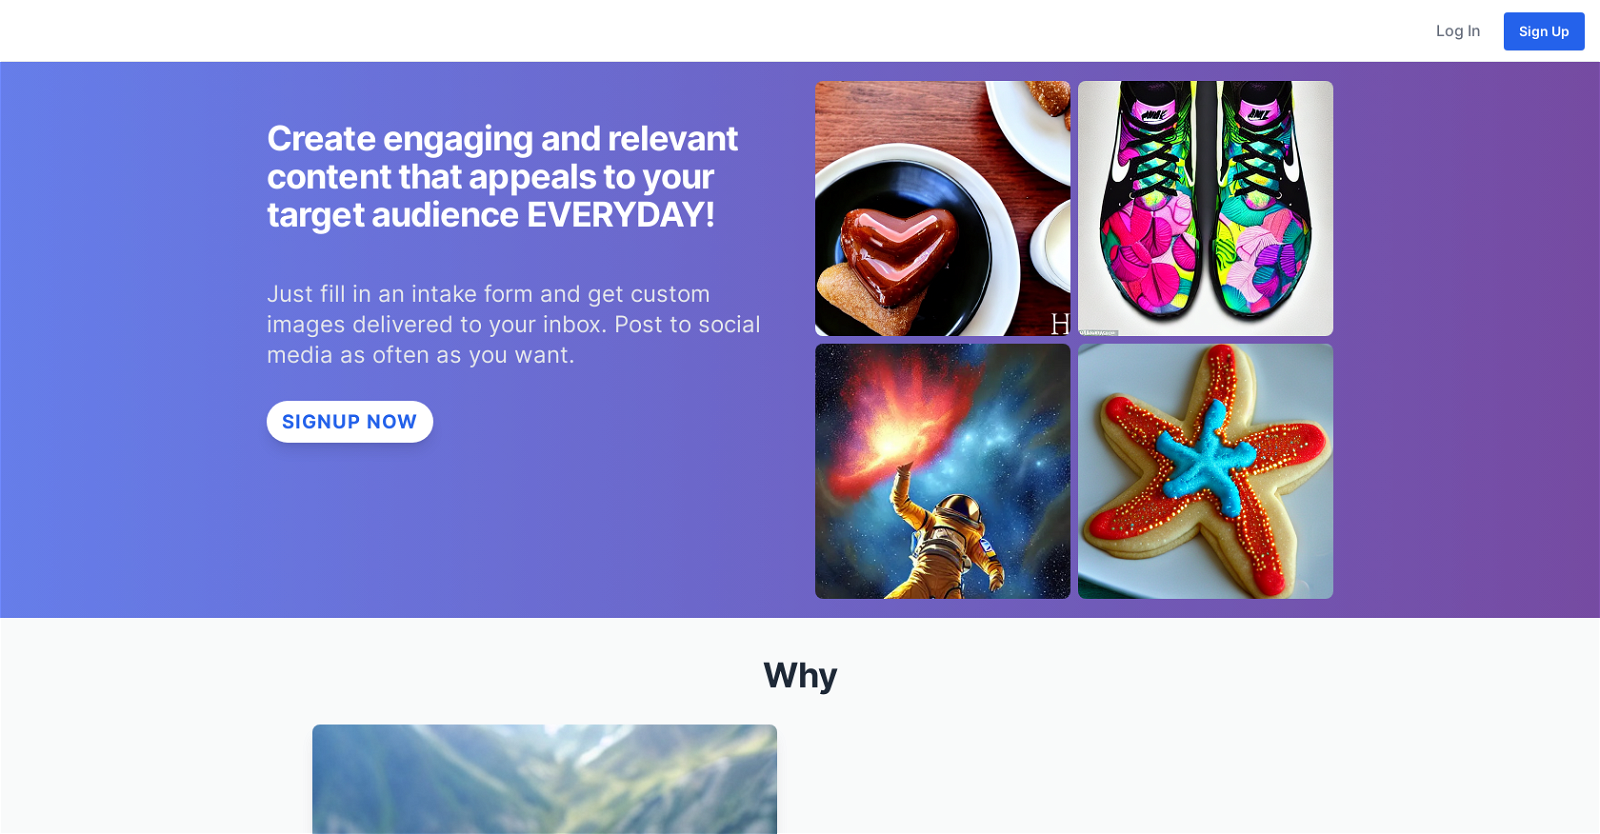 Log In
Sign Up
Create engaging and relevant
content that appeals to your
target audience EVERYDAY!
Just fill in an intake form and get custom
images delivered to your inbox. Post to social
media as often as you want.
SIGNUP NOW
H
Why